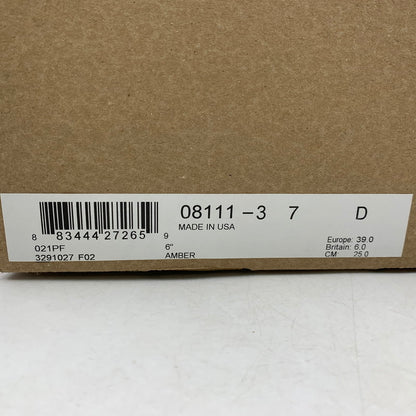 08111 – 3 7 D
MADE IN USA
8 83444 27265 9
021PF 6" Europe: 39.0
Britain: 6.0
3291027 F02 AMBER CM: 25.0